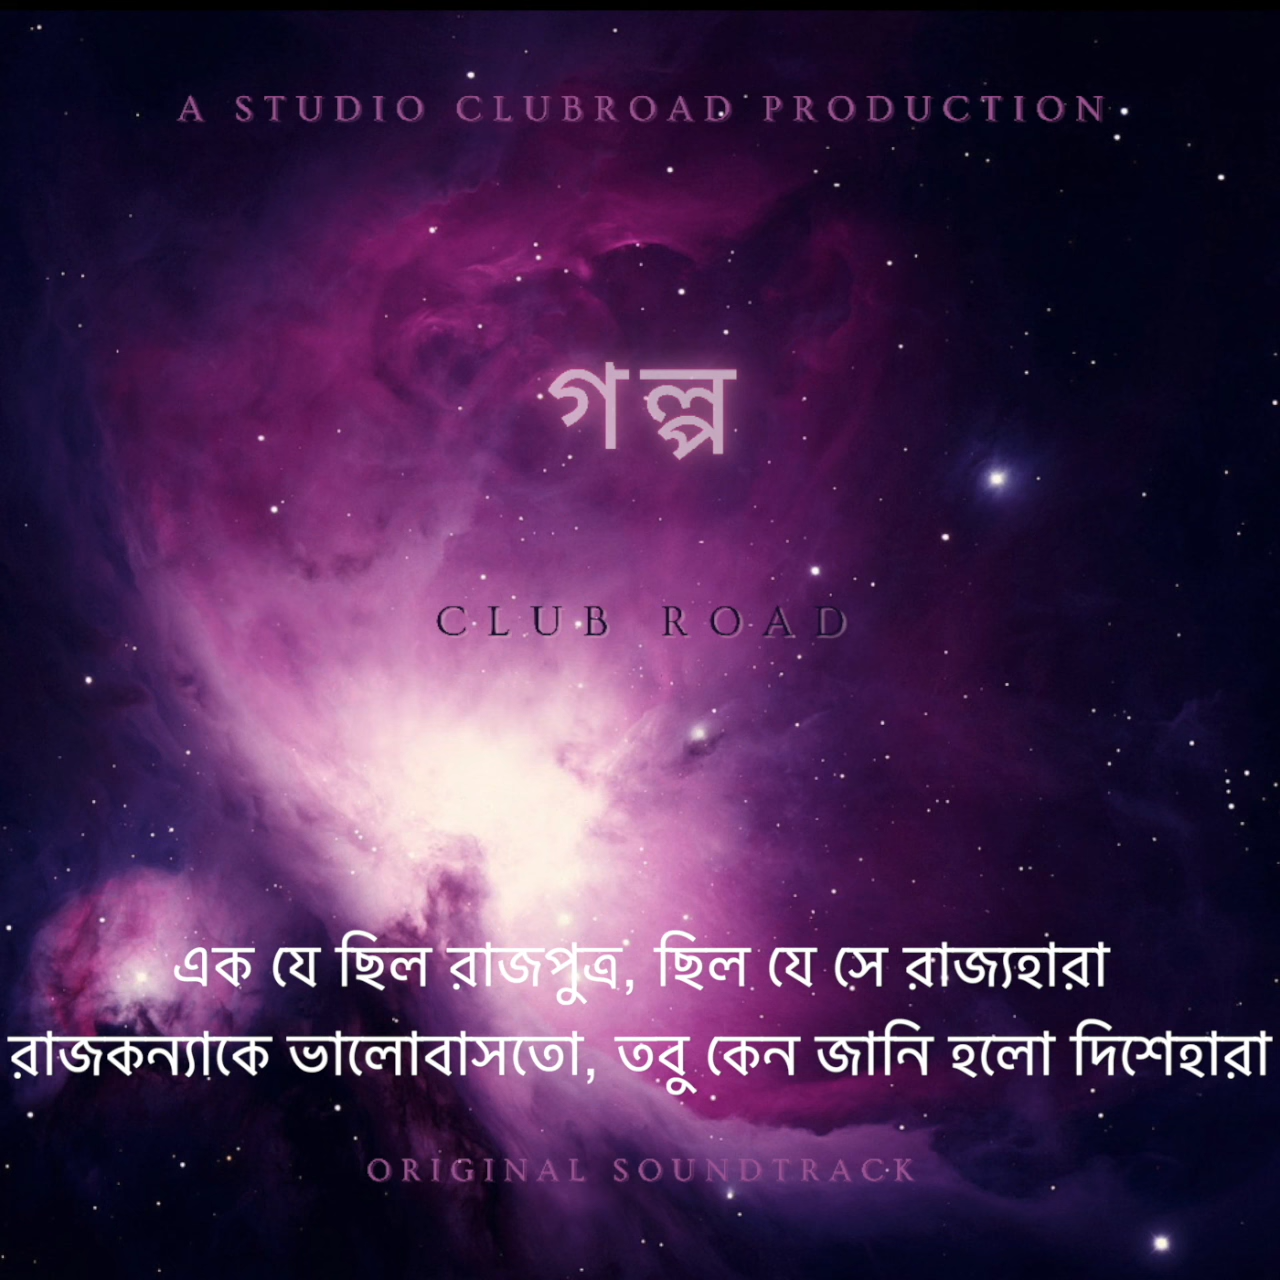 A STUDIO CLUBROAD PRODUCTION
গল্প
CLUB ROAD
এক যে ছিল রাজপুত্র, ছিল যে সে রাজ্যহারা
রাজকন্যাকে ভালোবাসতো, তবু কেন জানি হলো দিশেহারা
ORIGINAL SOUNDTRACK